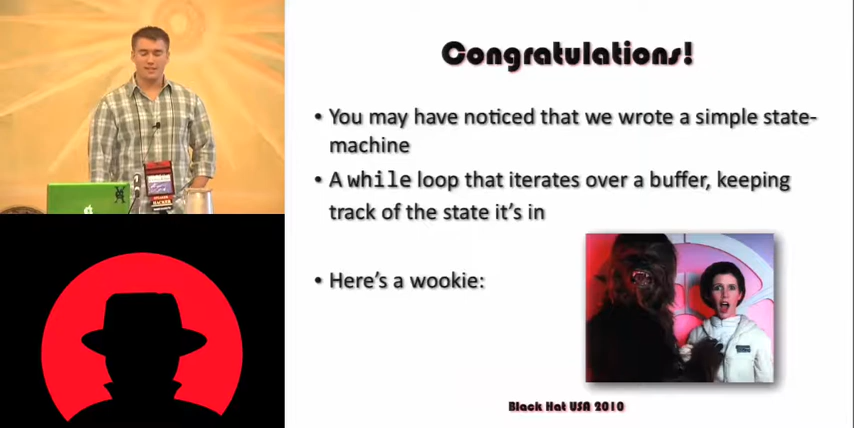 Congratulations!
• You may have noticed that we wrote a simple state-
machine
• A while loop that iterates over a buffer, keeping
track of the state it's in
• Here's a wookie:
Black Hat USA 2010